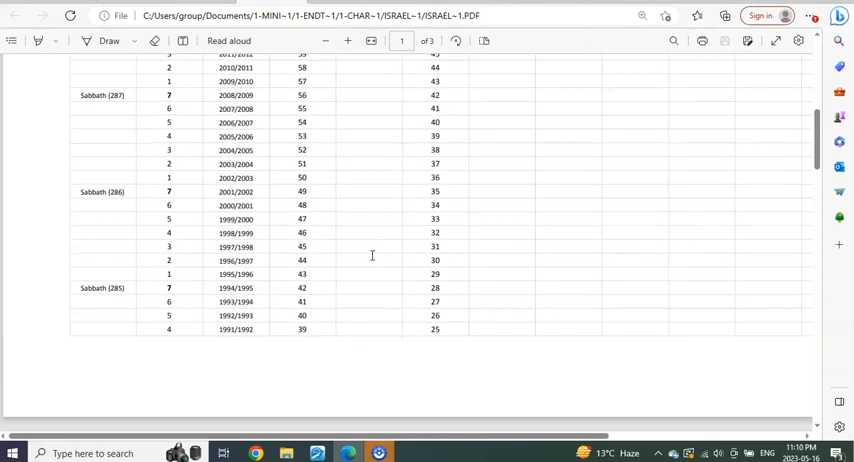 File C:/Users/group/Documents/1-MINI~1/1-ENDT~1/1-CHAR~1/ISRAEL~1/ISRAEL~1.PDF Sign in
Draw Read aloud 1 of 3
3 2011/2012 59 45
2 2010/2011 58 44
1 2009/2010 57 43
Sabbath (287) 7 2008/2009 56 42
6 2007/2008 55 41
5 2006/2007 54 40
4 2005/2006 53 39
3 2004/2005 52 38
2 2003/2004 51 37
1 2002/2003 50 36
Sabbath (286) 7 2001/2002 49 35
6 2000/2001 48 34
5 1999/2000 47 33
4 1998/1999 46 32
3 1997/1998 45 31
2 1996/1997 44 30
1 1995/1996 43 29
Sabbath (285) 7 1994/1995 42 28
6 1993/1994 41 27
5 1992/1993 40 26
4 1991/1992 39 25
Type here to search 13°C Haze ENG 11:10 PM
2023-05-16 3